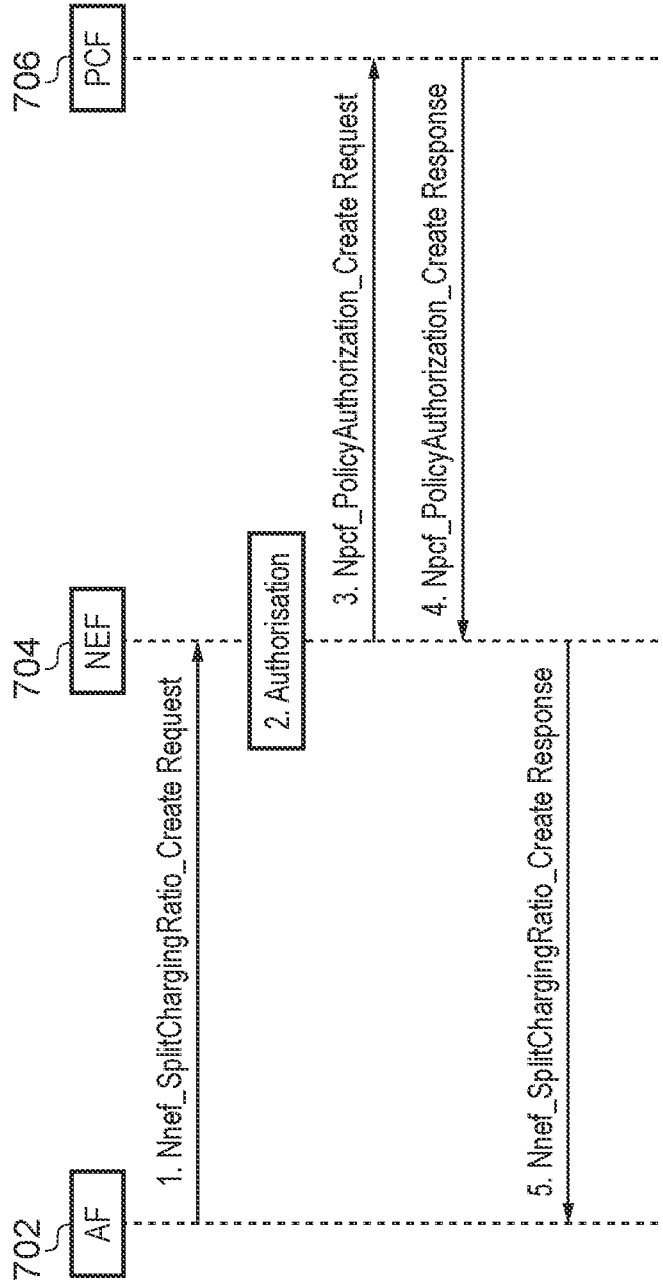 702
AF
704
NEF
706
PCF
1. Nnef_SplitChargingRatio_Create Request
2. Authorisation
3. Npcf_PolicyAuthorization_Create Request
4. Npcf_PolicyAuthorization_Create Response
5. Nnef_SplitChargingRatio_Create Response